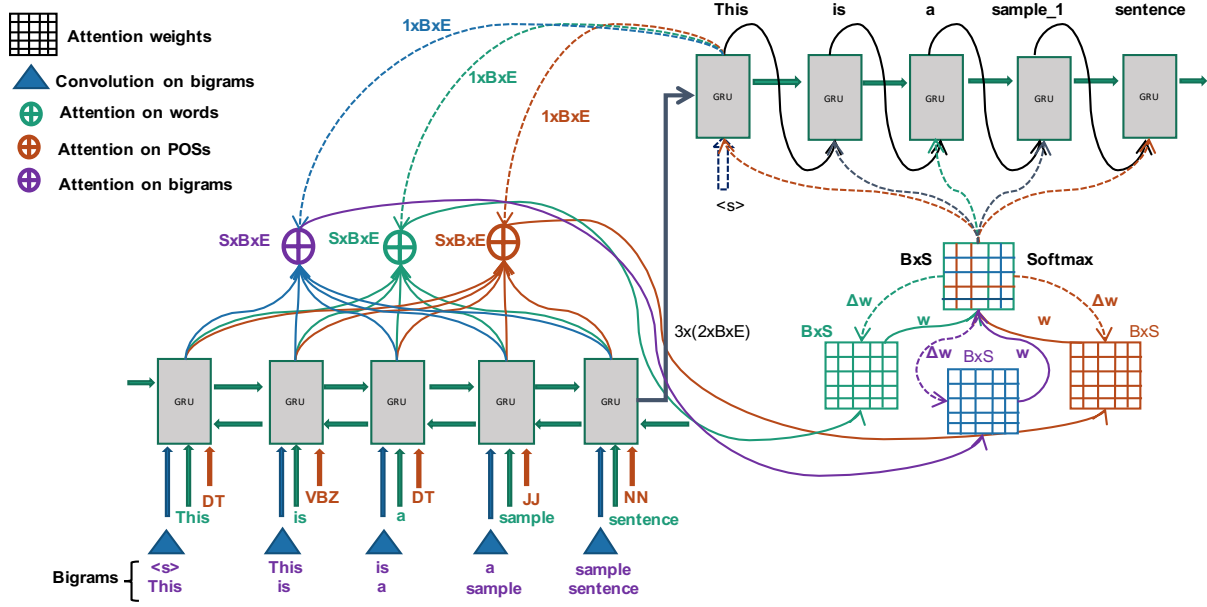 This is a sample_1 sentence
Attention weights
Convolution on bigrams
Attention on words
Attention on POSs
Attention on bigrams
1xBxE
1xBxE
1xBxE
GRU GRU GRU GRU GRU
<s>
SxBxE SxBxE SxBxE
BxS Softmax
Δw Δw
w w
BxS BxS BxS
Δw w
3x(2xBxE)
GRU GRU GRU GRU GRU
DT VBZ DT JJ NN
This is a sample sentence
Bigrams
<s> This is a sample
This is a sample sentence